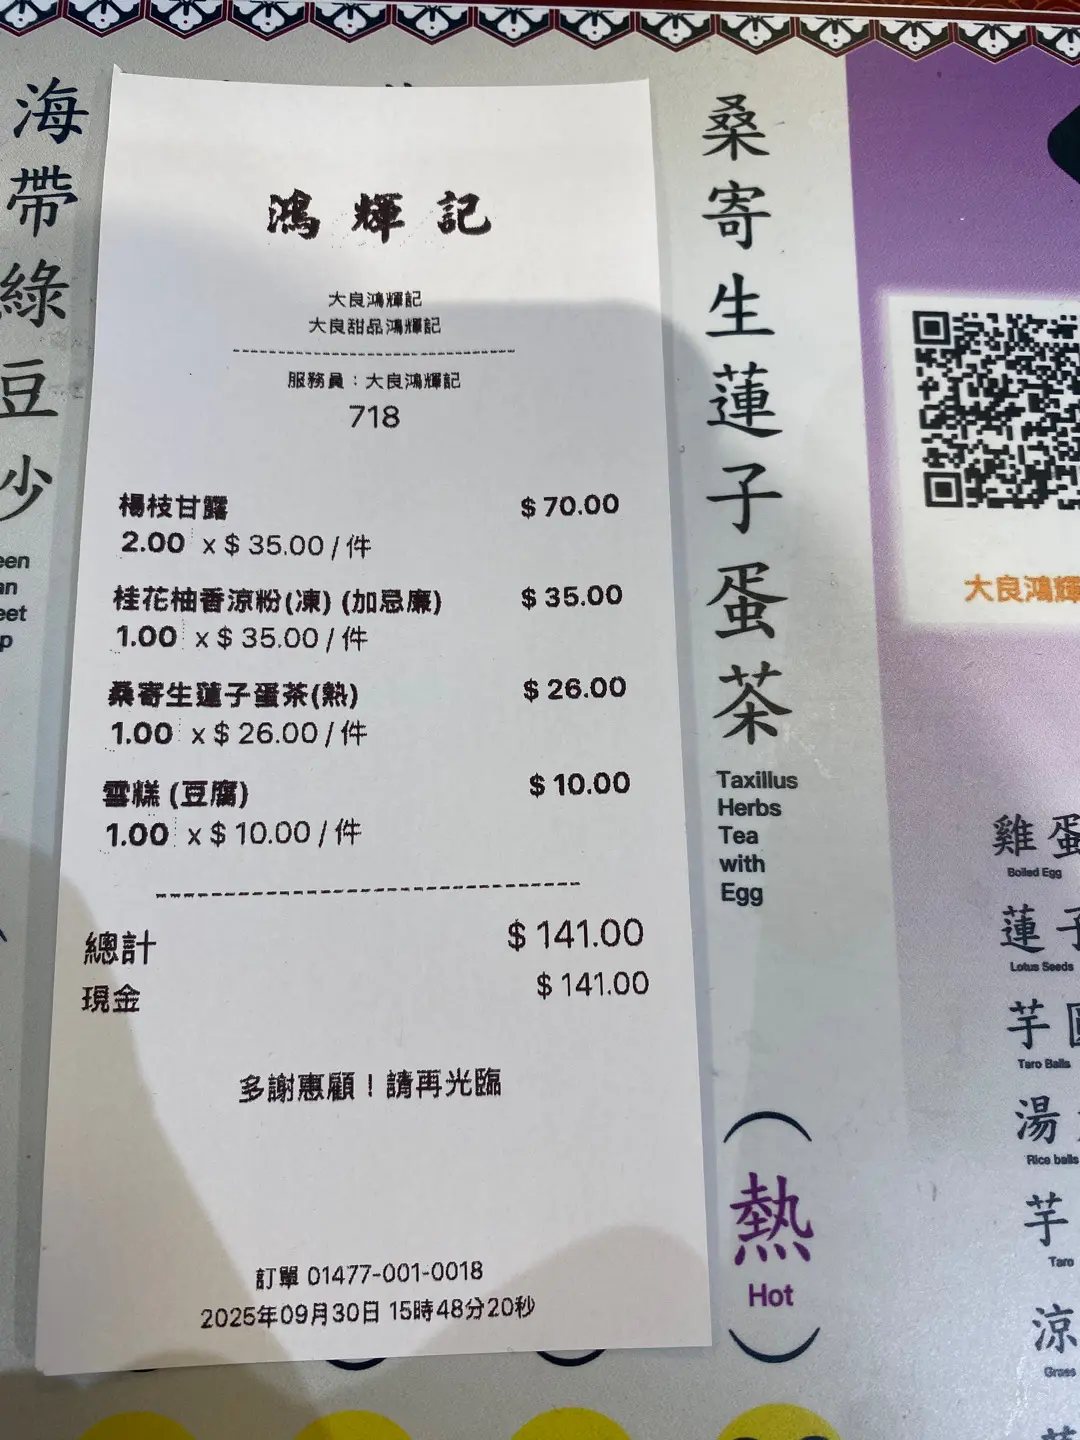 海帶綠豆沙
鴻輝記
大良鴻輝記
大良甜品鴻輝記
服務員：大良鴻輝記
718
楊枝甘露 $ 70.00
2.00 x $ 35.00 / 件
桂花柚香涼粉(凍) (加忌廉) $ 35.00
1.00 x $ 35.00 / 件
桑寄生蓮子蛋茶(熱) $ 26.00
1.00 x $ 26.00 / 件
雪糕 (豆腐) $ 10.00
1.00 x $ 10.00 / 件
總計 $ 141.00
現金 $ 141.00
多謝惠顧！請再光臨
訂單 01477-001-0018
2025年09月30日 15時48分20秒
桑寄生蓮子蛋茶
Taxillus
Herbs
Tea
with
Egg
(熱
Hot)
大良鴻輝
雞蛋
Boiled Egg
蓮子
Lotus Seeds
芋
Taro Balls
湯
Rice balls
芋
Taro
涼
Grass